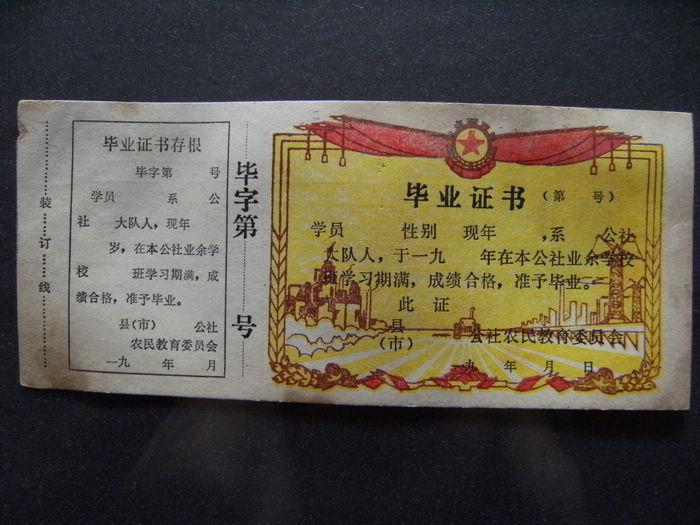 装订线
毕业证书存根
毕字第 号
学员 系 公
社 大队人，现年
岁，在本公社业余学
校 班学习期满，成
绩合格，准予毕业。
县(市) 公社
农民教育委员会
一九 年 月
毕字第 号
毕业证书 （第 号）
学员 性别 现年 ，系 公社
大队人，于一九 年在本公社业余学校
班学习期满，成绩合格，准予毕业。
此 证
县
(市) 公社农民教育委员会
一九 年 月 日